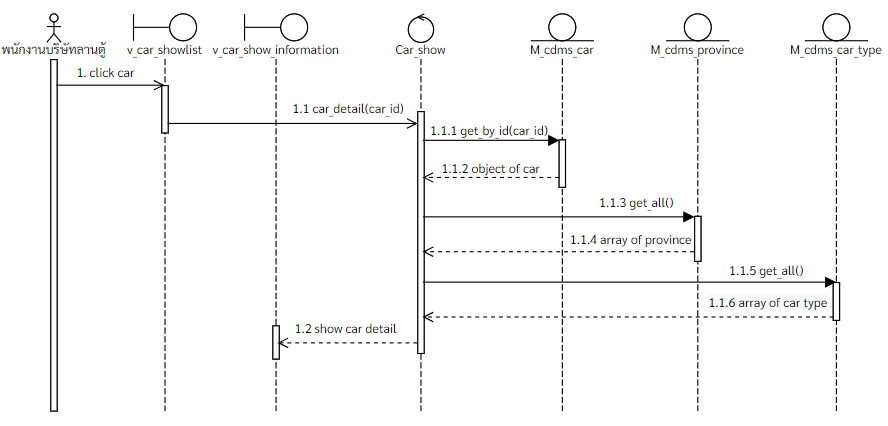 พนักงานบริษัทลานตู้
v_car_showlist
v_car_show_information
Car_show
M_cdms_car
M_cdms_province
M_cdms_car_type
1. click car
1.1 car_detail(car_id)
1.1.1 get_by_id(car_id)
1.1.2 object of car
1.1.3 get_all()
1.1.4 array of province
1.1.5 get_all()
1.1.6 array of car type
1.2 show car detail